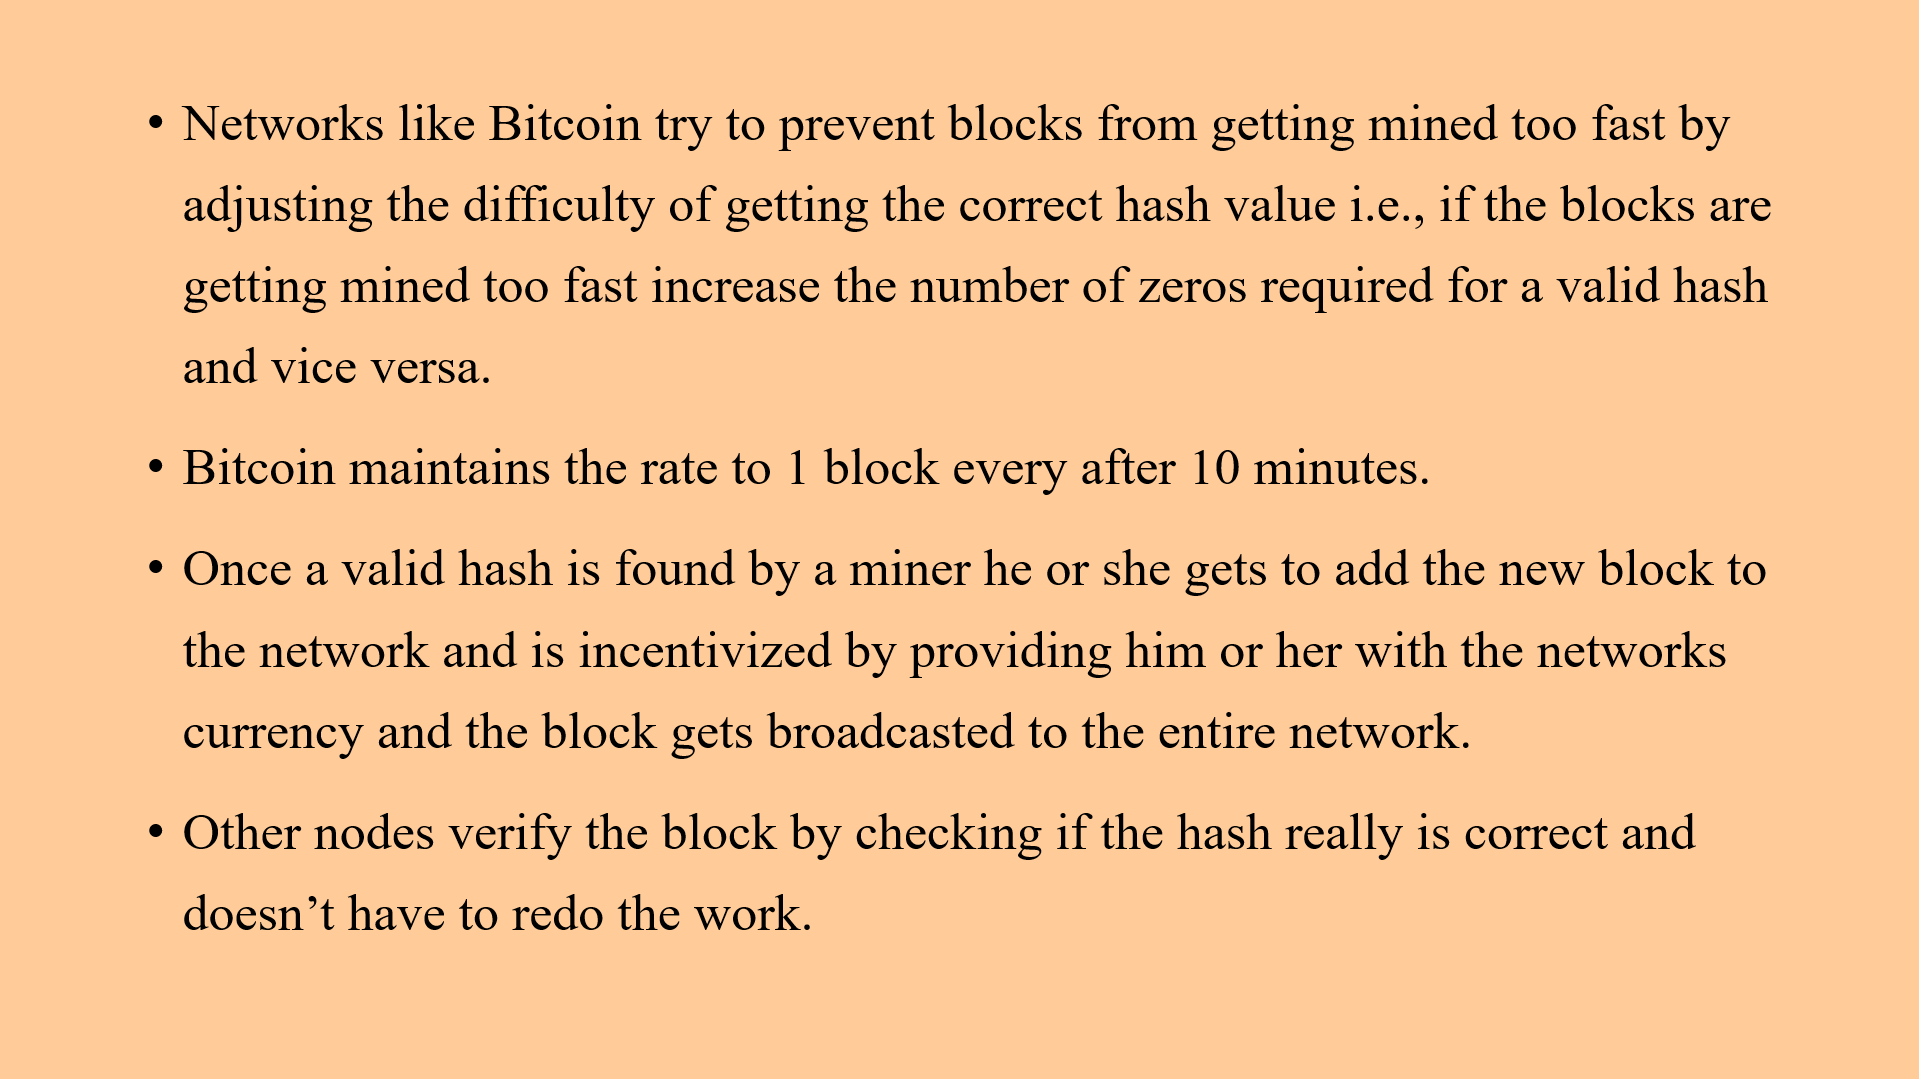 • Networks like Bitcoin try to prevent blocks from getting mined too fast by
adjusting the difficulty of getting the correct hash value i.e., if the blocks are
getting mined too fast increase the number of zeros required for a valid hash
and vice versa.
• Bitcoin maintains the rate to 1 block every after 10 minutes.
• Once a valid hash is found by a miner he or she gets to add the new block to
the network and is incentivized by providing him or her with the networks
currency and the block gets broadcasted to the entire network.
• Other nodes verify the block by checking if the hash really is correct and
doesn’t have to redo the work.